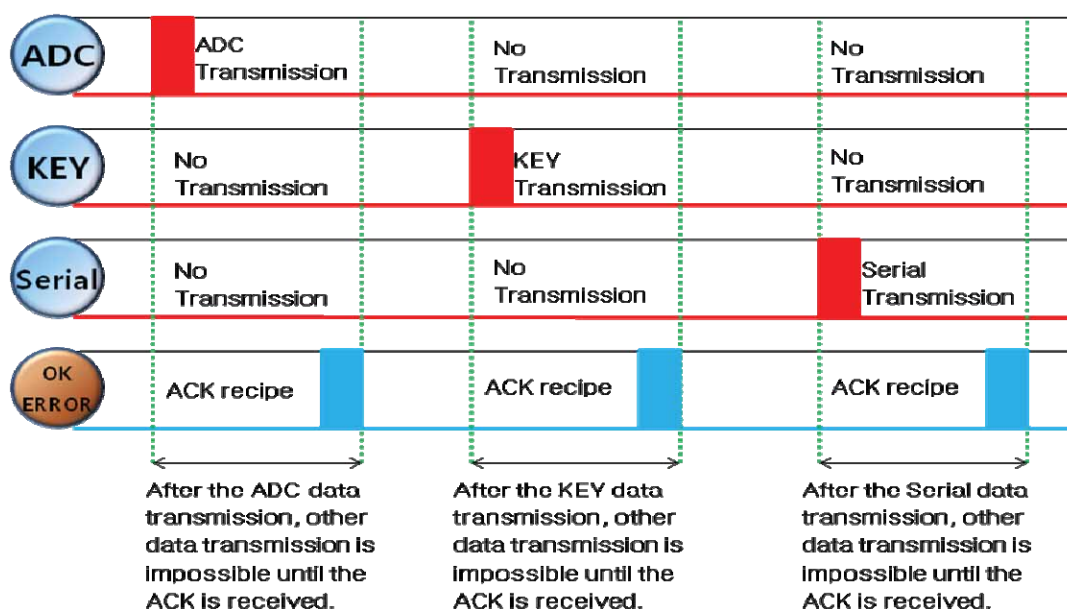 ADC
ADC
Transmission
No
Transmission
No
Transmission
KEY
No
Transmission
KEY
Transmission
No
Transmission
Serial
No
Transmission
No
Transmission
Serial
Transmission
OK
ERROR
ACK recipe
ACK recipe
ACK recipe
After the ADC data
transmission, other
data transmission is
impossible until the
ACK is received.
After the KEY data
transmission, other
data transmission is
impossible until the
ACK is received.
After the Serial data
transmission, other
data transmission is
impossible until the
ACK is received.